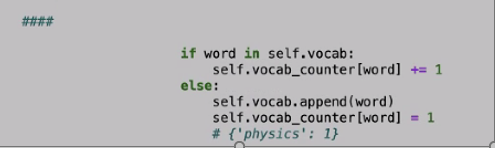 ####
if word in self.vocab:
self.vocab_counter[word] += 1
else:
self.vocab.append(word)
self.vocab_counter[word] = 1
# {'physics': 1}